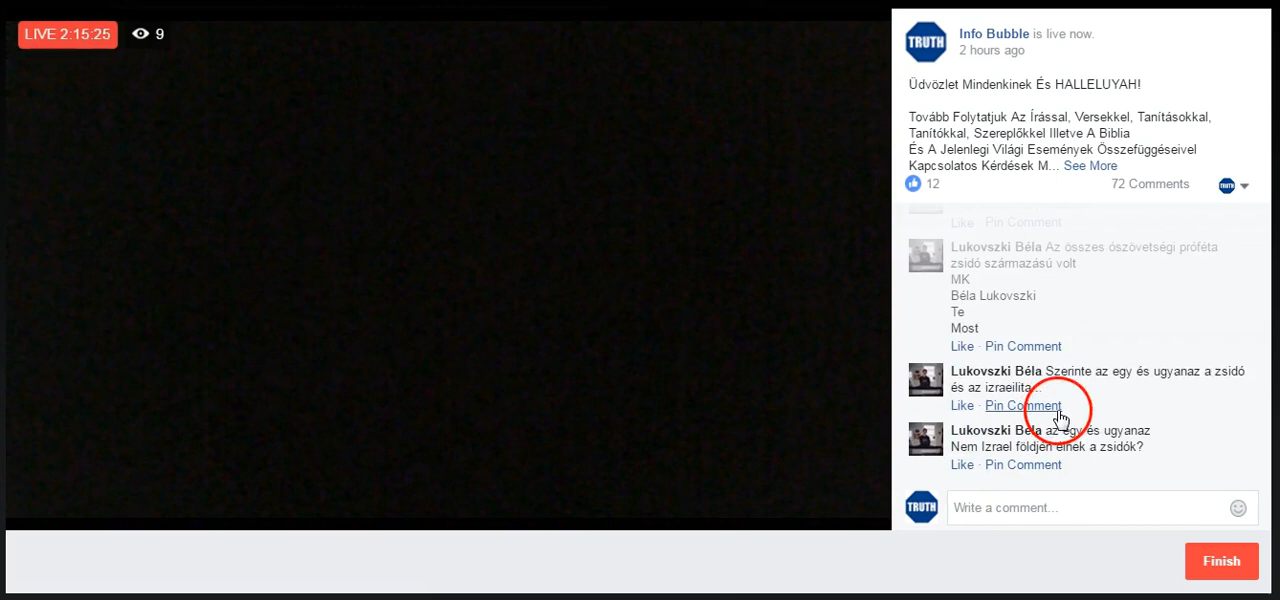 LIVE 2:15:25 9
TRUTH
Info Bubble is live now.
2 hours ago
Üdvözlet Mindenkinek És HALLELUYAH!
Tovább Folytatjuk Az Írással, Versekkel, Tanításokkal,
Tanítókkal, Szereplőkkel Illetve A Biblia
És A Jelenlegi Világi Események Összefüggéseivel
Kapcsolatos Kérdések M... See More
12
72 Comments
TRUTH
Like · Pin Comment
Lukovszki Béla Az összes ószövetségi próféta
zsidó származású volt
MK
Béla Lukovszki
Te
Most
Like · Pin Comment
Lukovszki Béla Szerinte az egy és ugyanaz a zsidó
és az izraelita...
Like · Pin Comment
Lukovszki Béla az egy és ugyanaz
Nem Izrael földjén élnek a zsidók?
Like · Pin Comment
TRUTH
Write a comment...
Finish